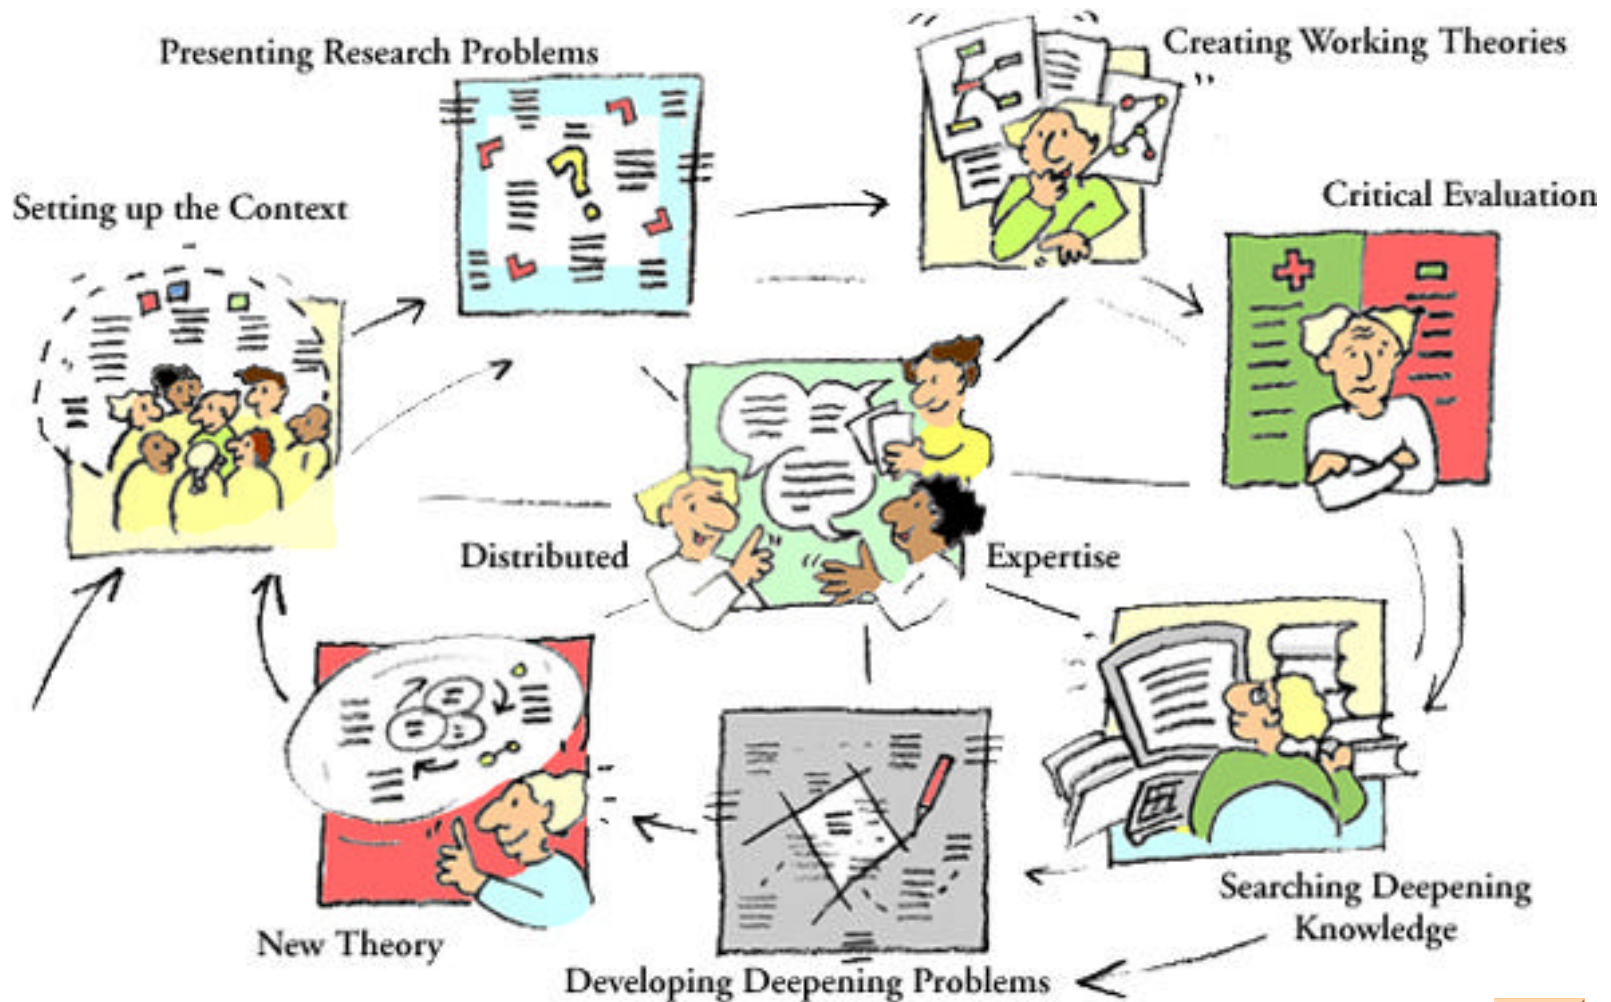 Presenting Research Problems
Creating Working Theories
Setting up the Context
Critical Evaluation
Distributed
Expertise
Searching Deepening
Knowledge
New Theory
Developing Deepening Problems